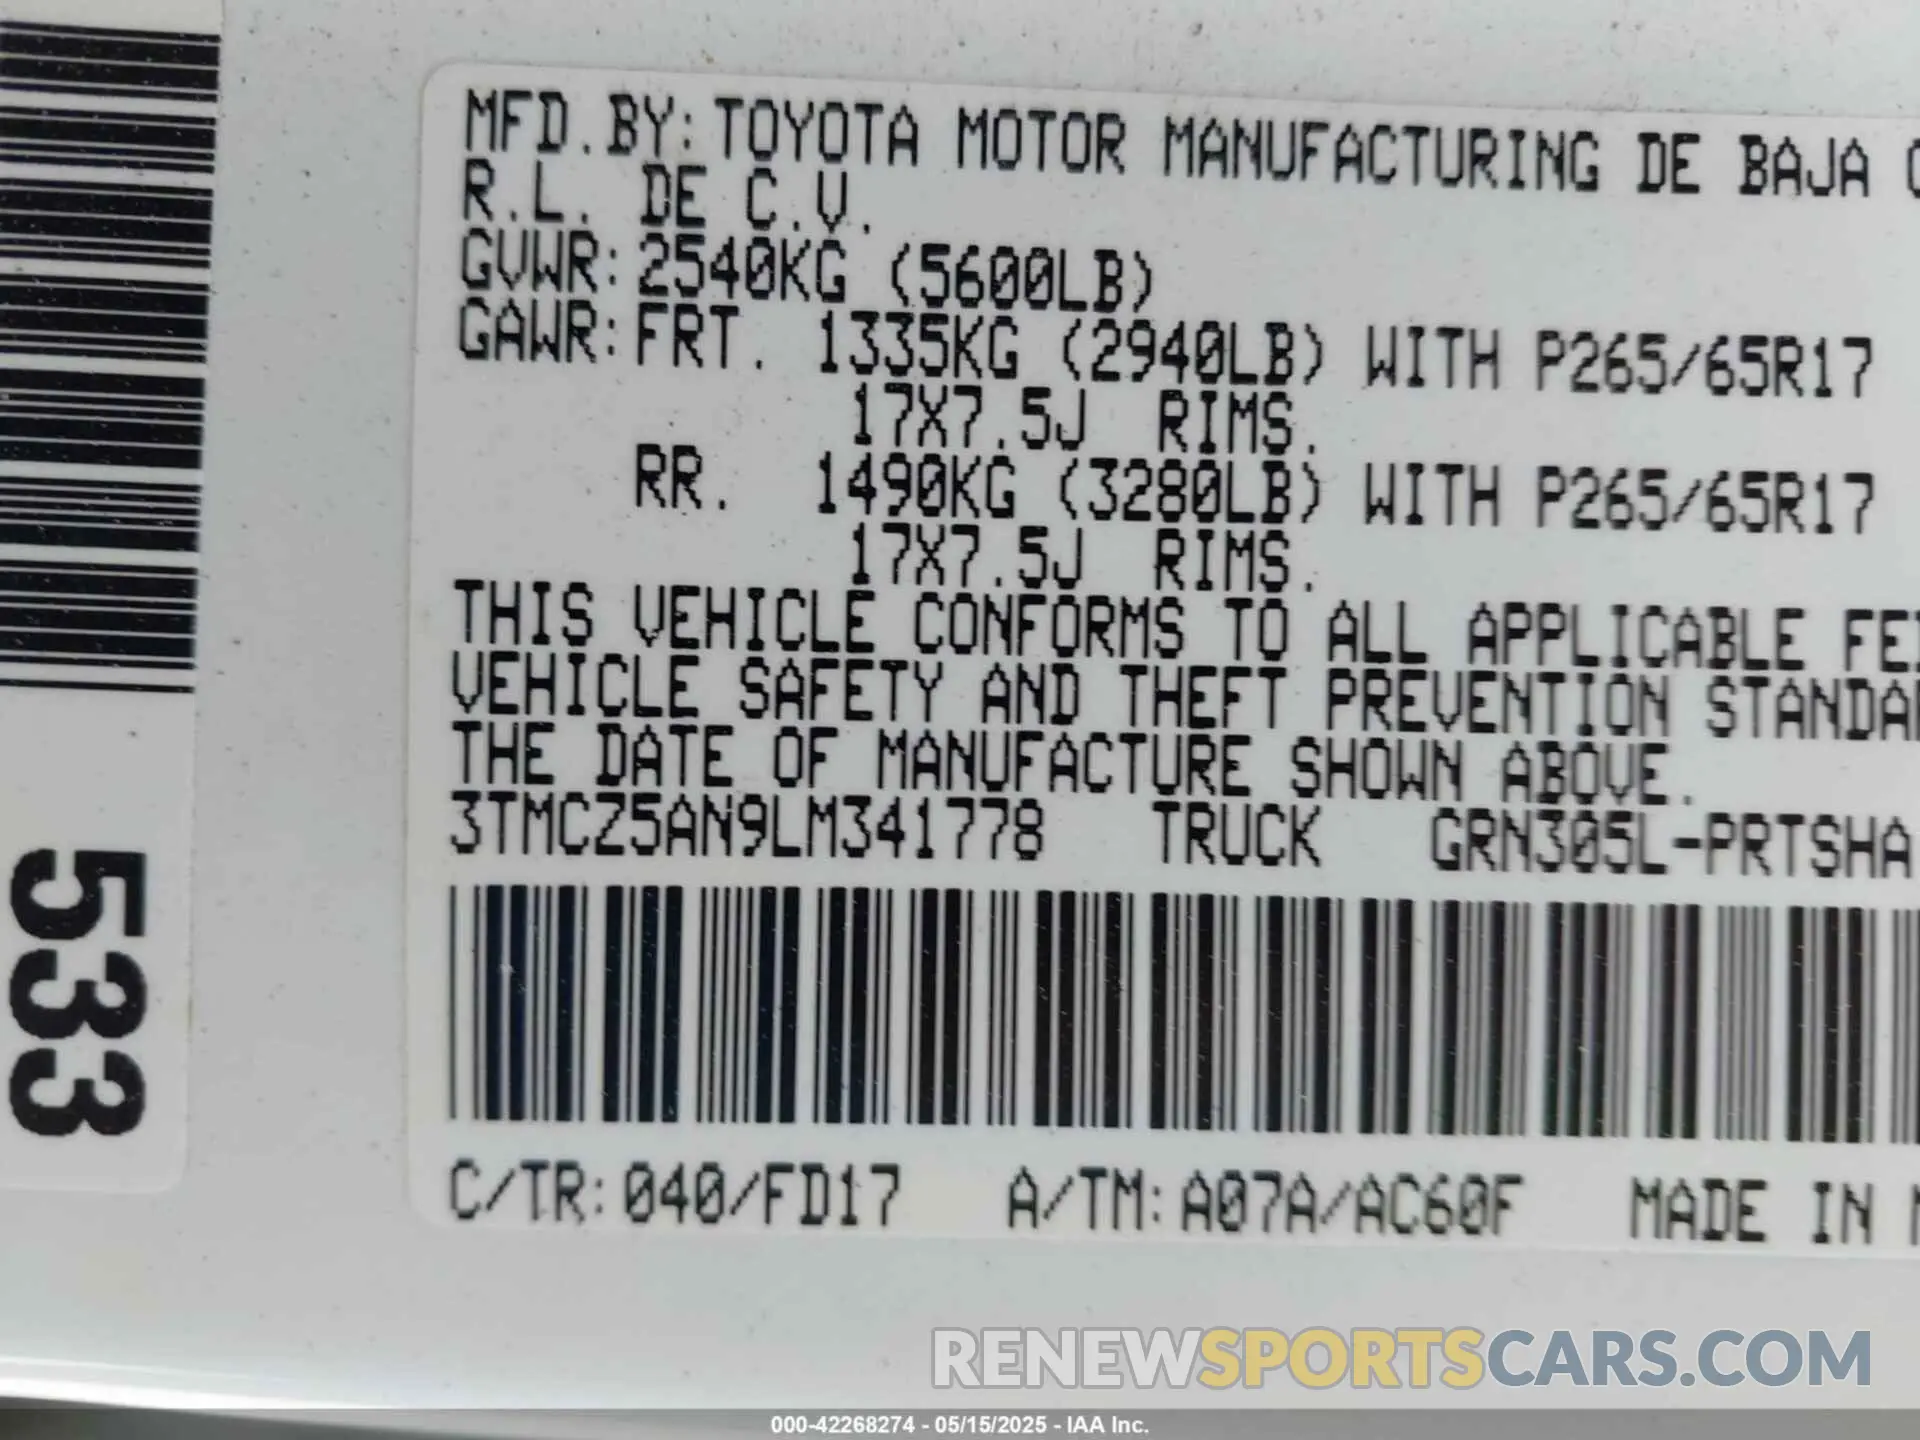 MFD.BY:TOYOTA MOTOR MANUFACTURING DE BAJA
R.L. DE C.V.
GVWR:2540KG (5600LB)
GAWR:FRT. 1335KG (2940LB) WITH P265/65R17
17X7.5J RIMS.
RR. 1490KG (3280LB) WITH P265/65R17
17X7.5J RIMS.
THIS VEHICLE CONFORMS TO ALL APPLICABLE
VEHICLE SAFETY AND THEFT PREVENTION
THE DATE OF MANUFACTURE SHOWN ABOVE.
3TMCZ5AN9LM341778 TRUCK GRN305L-PRTSHA
C/TR:040/FD17 A/TM:A07A/AC60F MADE IN
533
RENEWSPORTSCARS.COM
000-42268274 - 05/15/2025 - IAA Inc.